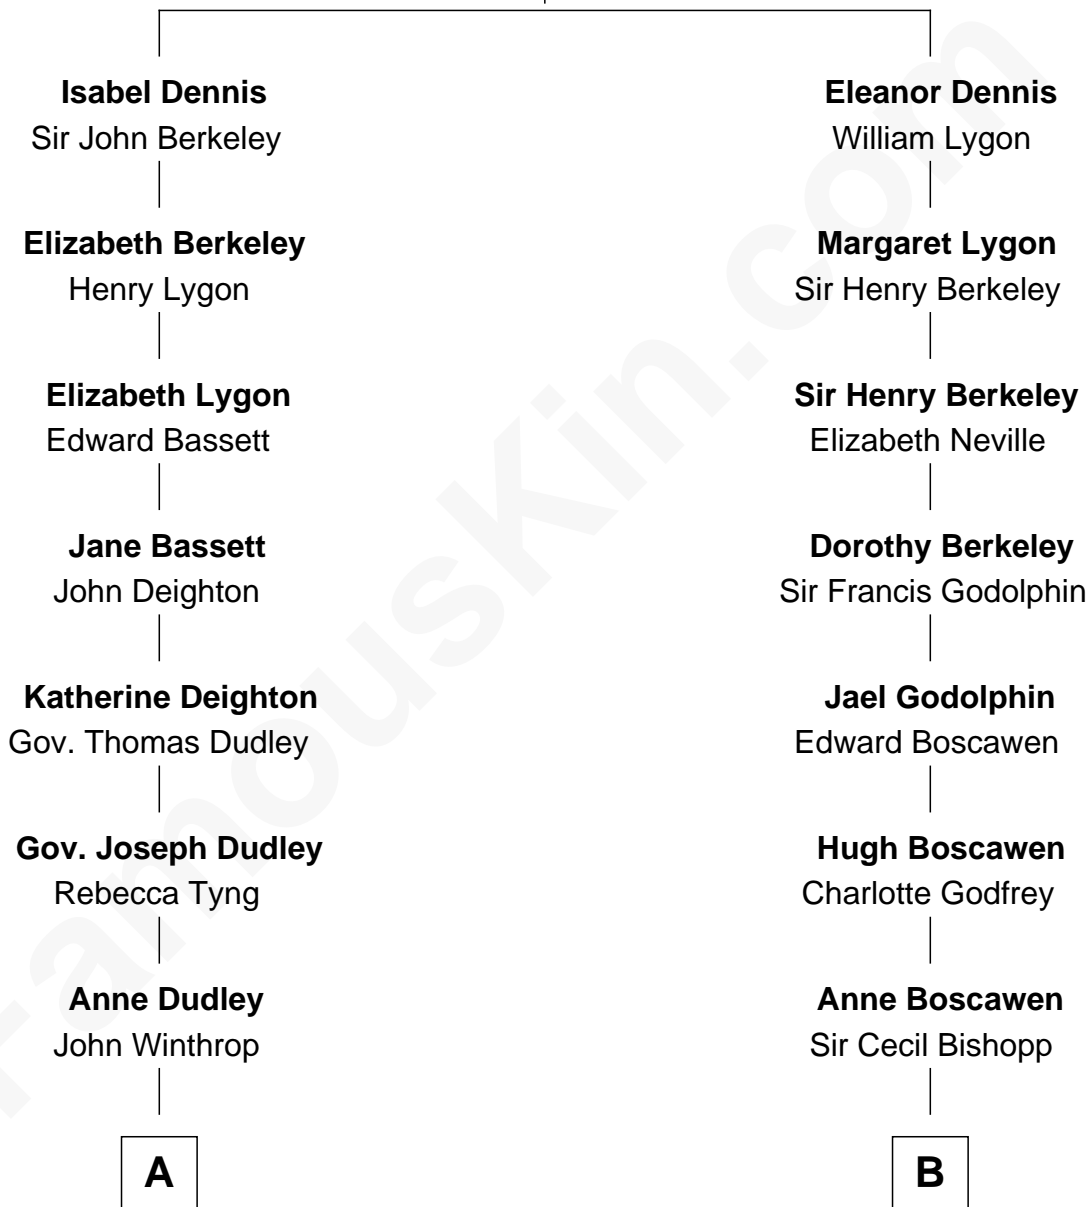 Isabel Dennis
Sir John Berkeley
Eleanor Dennis
William Lygon
Elizabeth Berkeley
Henry Lygon
Margaret Lygon
Sir Henry Berkeley
Elizabeth Lygon
Edward Bassett
Sir Henry Berkeley
Elizabeth Neville
Jane Bassett
John Deighton
Dorothy Berkeley
Sir Francis Godolphin
Katherine Deighton
Gov. Thomas Dudley
Jael Godolphin
Edward Boscawen
Gov. Joseph Dudley
Rebecca Tyng
Hugh Boscawen
Charlotte Godfrey
Anne Dudley
John Winthrop
Anne Boscawen
Sir Cecil Bishopp
A
B
FamousKin.com